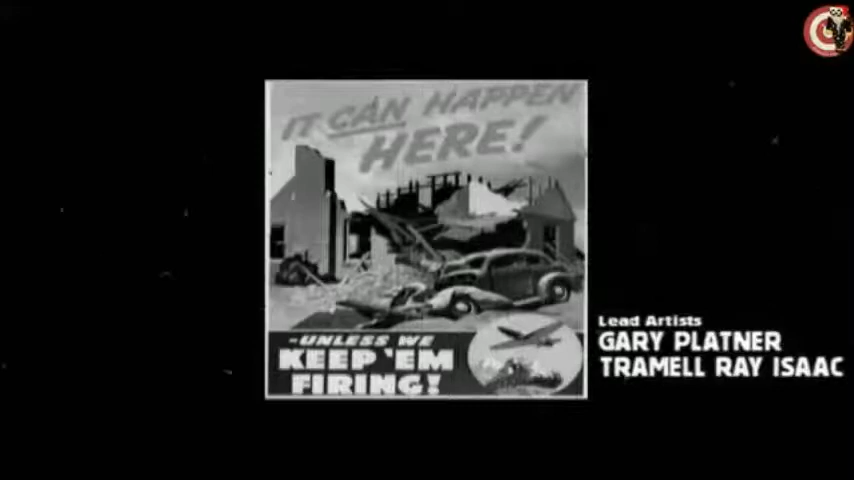 IT CAN HAPPEN
HERE!
-UNLESS WE
KEEP 'EM
FIRING!
Lead Artists
GARY PLATNER
TRAMELL RAY ISAAC